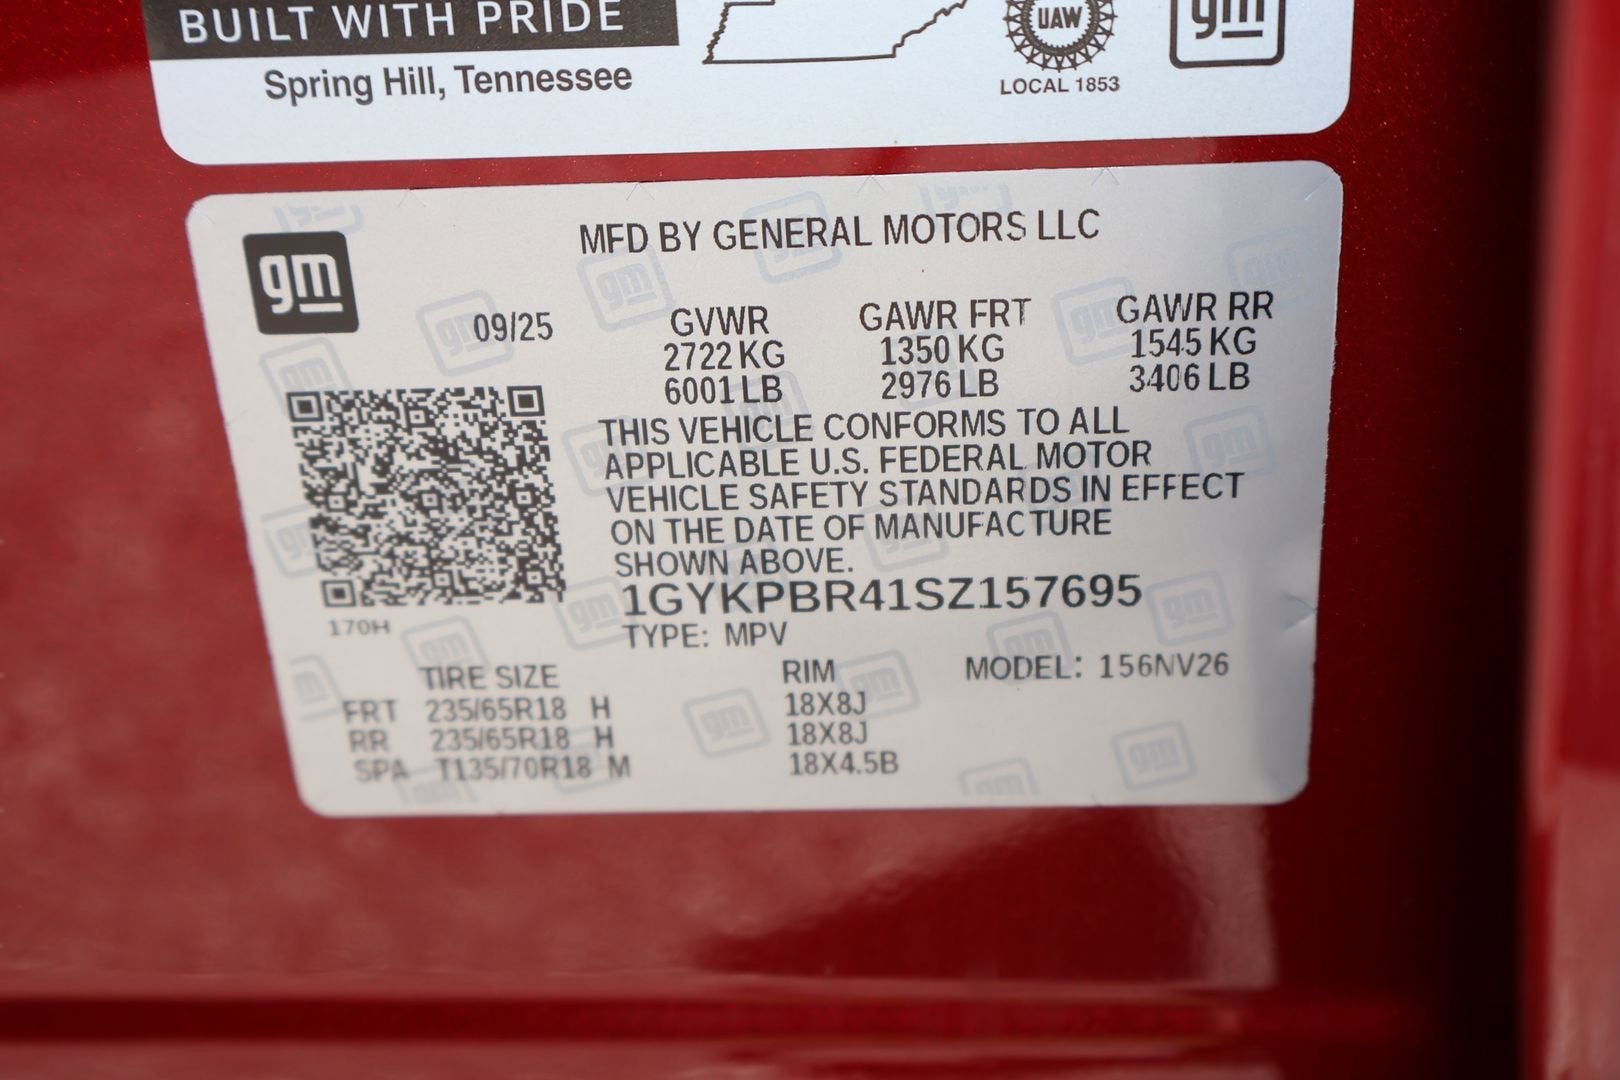 BUILT WITH PRIDE
Spring Hill, Tennessee
UAW
LOCAL 1853
gm
gm
MFD BY GENERAL MOTORS LLC
09/25
GVWR GAWR FRT GAWR RR
2722 KG 1350 KG 1545 KG
6001 LB 2976 LB 3406 LB
THIS VEHICLE CONFORMS TO ALL
APPLICABLE U.S. FEDERAL MOTOR
VEHICLE SAFETY STANDARDS IN EFFECT
ON THE DATE OF MANUFACTURE
SHOWN ABOVE.
1GYKPBR41SZ157695
170H
TYPE: MPV
TIRE SIZE RIM MODEL: 156NV26
FRT 235/65R18 H 18X8J
RR 235/65R18 H 18X8J
SPA T135/70R18 M 18X4.5B